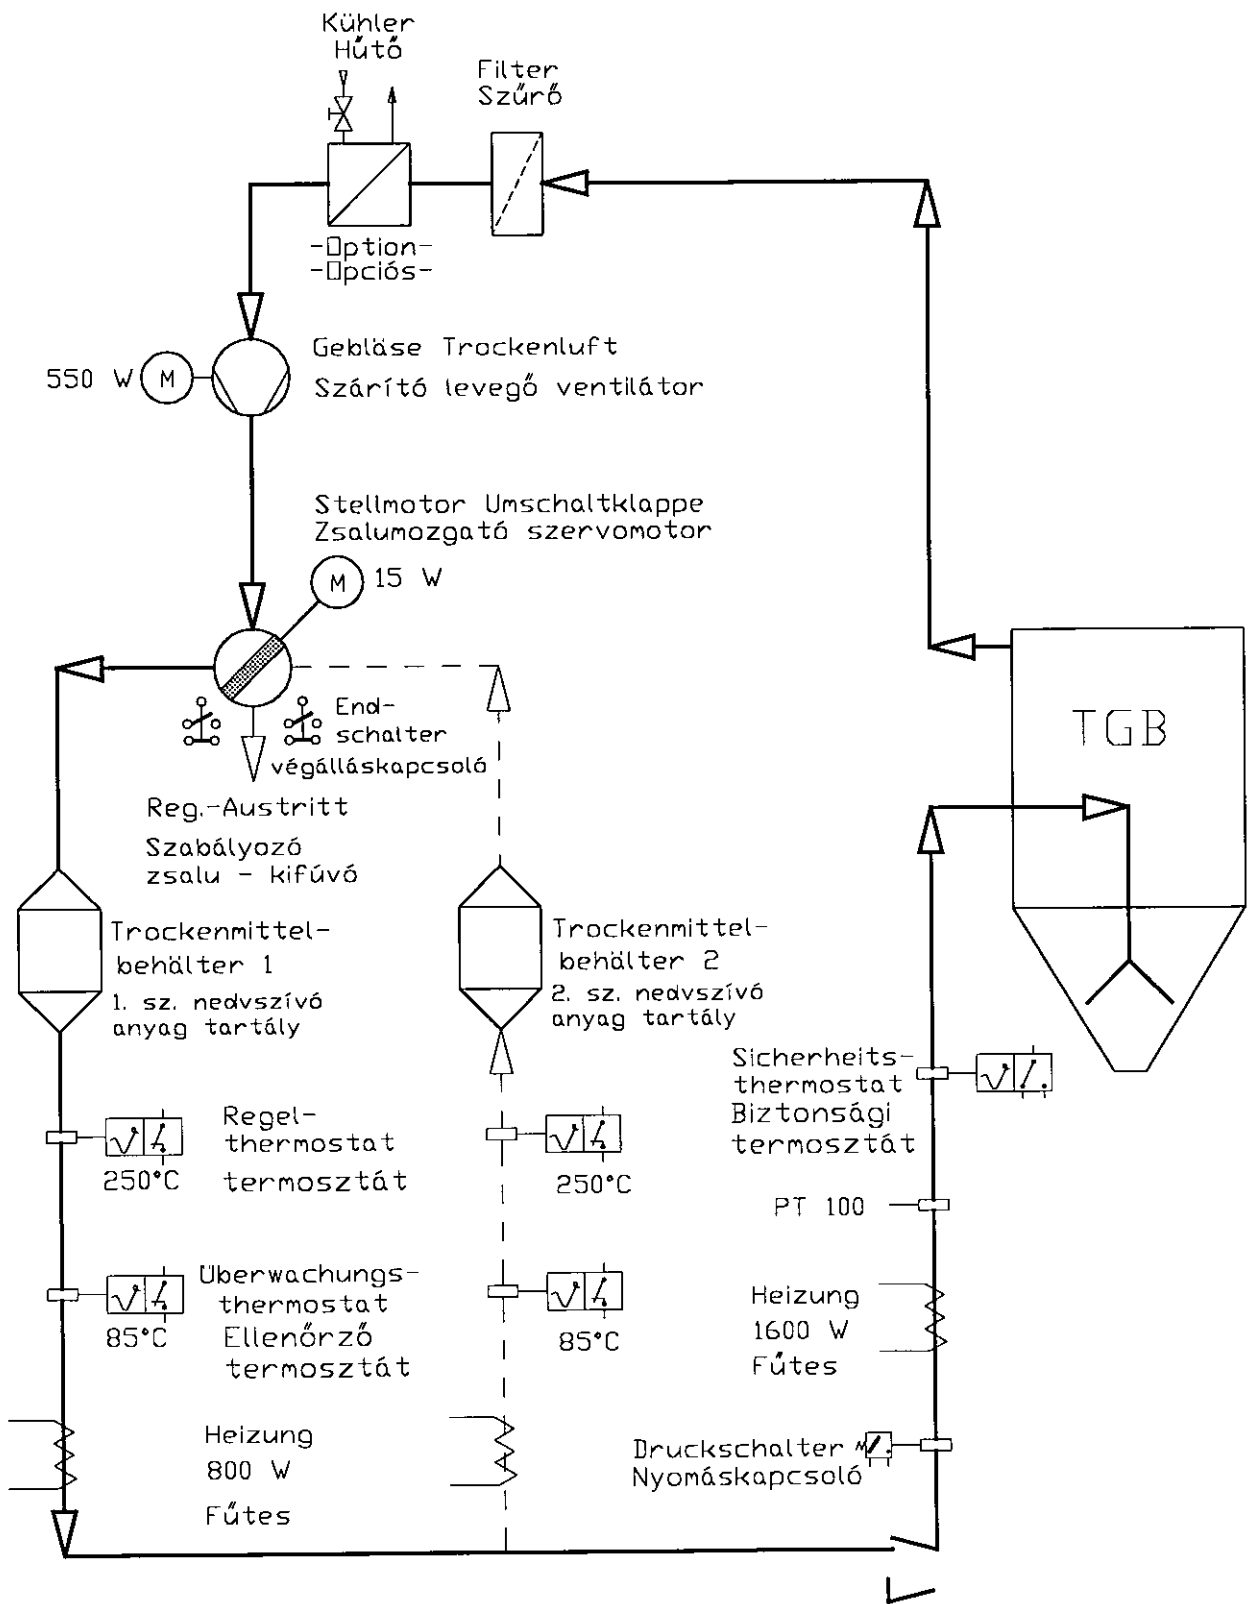 Kühler
Hűtő
Filter
Szűrő
-Option-
-Opciós-
550 W
M
Gebläse Trockenluft
Szárító levegő ventilátor
Stellmotor Umschaltklappe
Zsalumozgató szervomotor
M
15 W
End-
schalter
végálláskapcsoló
TGB
Reg.-Austritt
Szabályozó
zsalu - kifúvó
Trockenmittel-
behälter 1
1. sz. nedvszívó
anyag tartály
Trockenmittel-
behälter 2
2. sz. nedvszívó
anyag tartály
Sicherheits-
thermostat
Biztonsági
termosztát
Regel-
thermostat
termosztát
250°C
250°C
PT 100
Überwachungs-
thermostat
Ellenőrző
termosztát
85°C
85°C
Heizung
1600 W
Fűtes
Heizung
800 W
Fűtes
Druckschalter
Nyomáskapcsoló